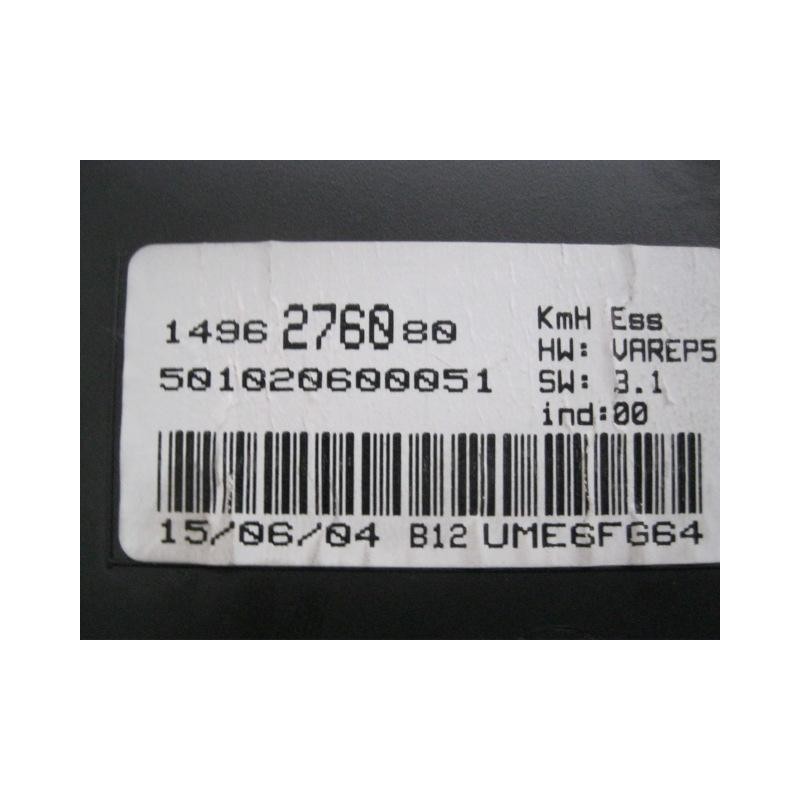 1496 2760 80
501020600051
KmH Ess
HW: VAREP5
SW: 3.1
ind:00
15/06/04 B12 UME6FG64